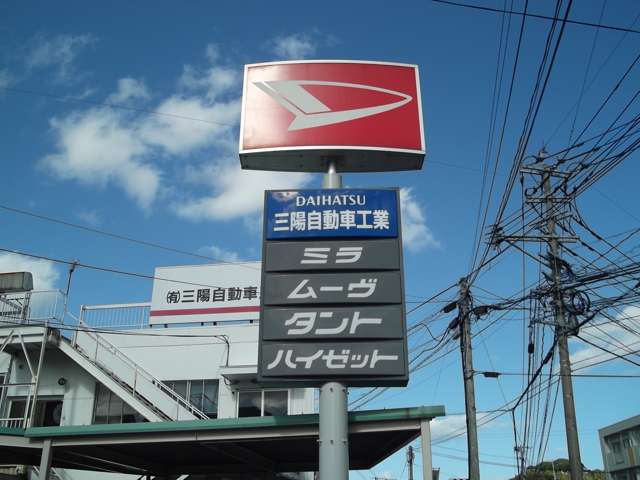 DAIHATSU
三陽自動車工業
ミラ
ムーヴ
タント
ハイゼット
㈲三陽自動車